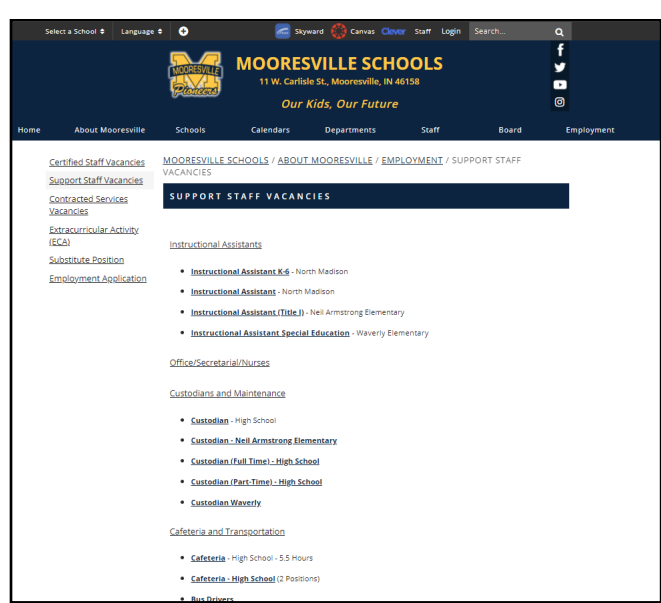 Select a School Language Skyward Canvas Clever Staff Login Search...
MOORESVILLE
Pioneers
MOORESVILLE SCHOOLS
11 W. Carlisle St., Mooresville, IN 46158
Our Kids, Our Future
Home About Mooresville Schools Calendars Departments Staff Board Employment
Certified Staff Vacancies
Support Staff Vacancies
Contracted Services
Vacancies
Extracurricular Activity
(ECA)
Substitute Position
Employment Application
MOORESVILLE SCHOOLS / ABOUT MOORESVILLE / EMPLOYMENT / SUPPORT STAFF
VACANCIES
SUPPORT STAFF VACANCIES
Instructional Assistants
• Instructional Assistant K-6 - North Madison
• Instructional Assistant - North Madison
• Instructional Assistant (Title I) - Neil Armstrong Elementary
• Instructional Assistant Special Education - Waverly Elementary
Office/Secretarial/Nurses
Custodians and Maintenance
• Custodian - High School
• Custodian - Neil Armstrong Elementary
• Custodian (Full Time) - High School
• Custodian (Part-Time) - High School
• Custodian Waverly
Cafeteria and Transportation
• Cafeteria - High School - 5.5 Hours
• Cafeteria - High School (2 Positions)
• Bus Drivers